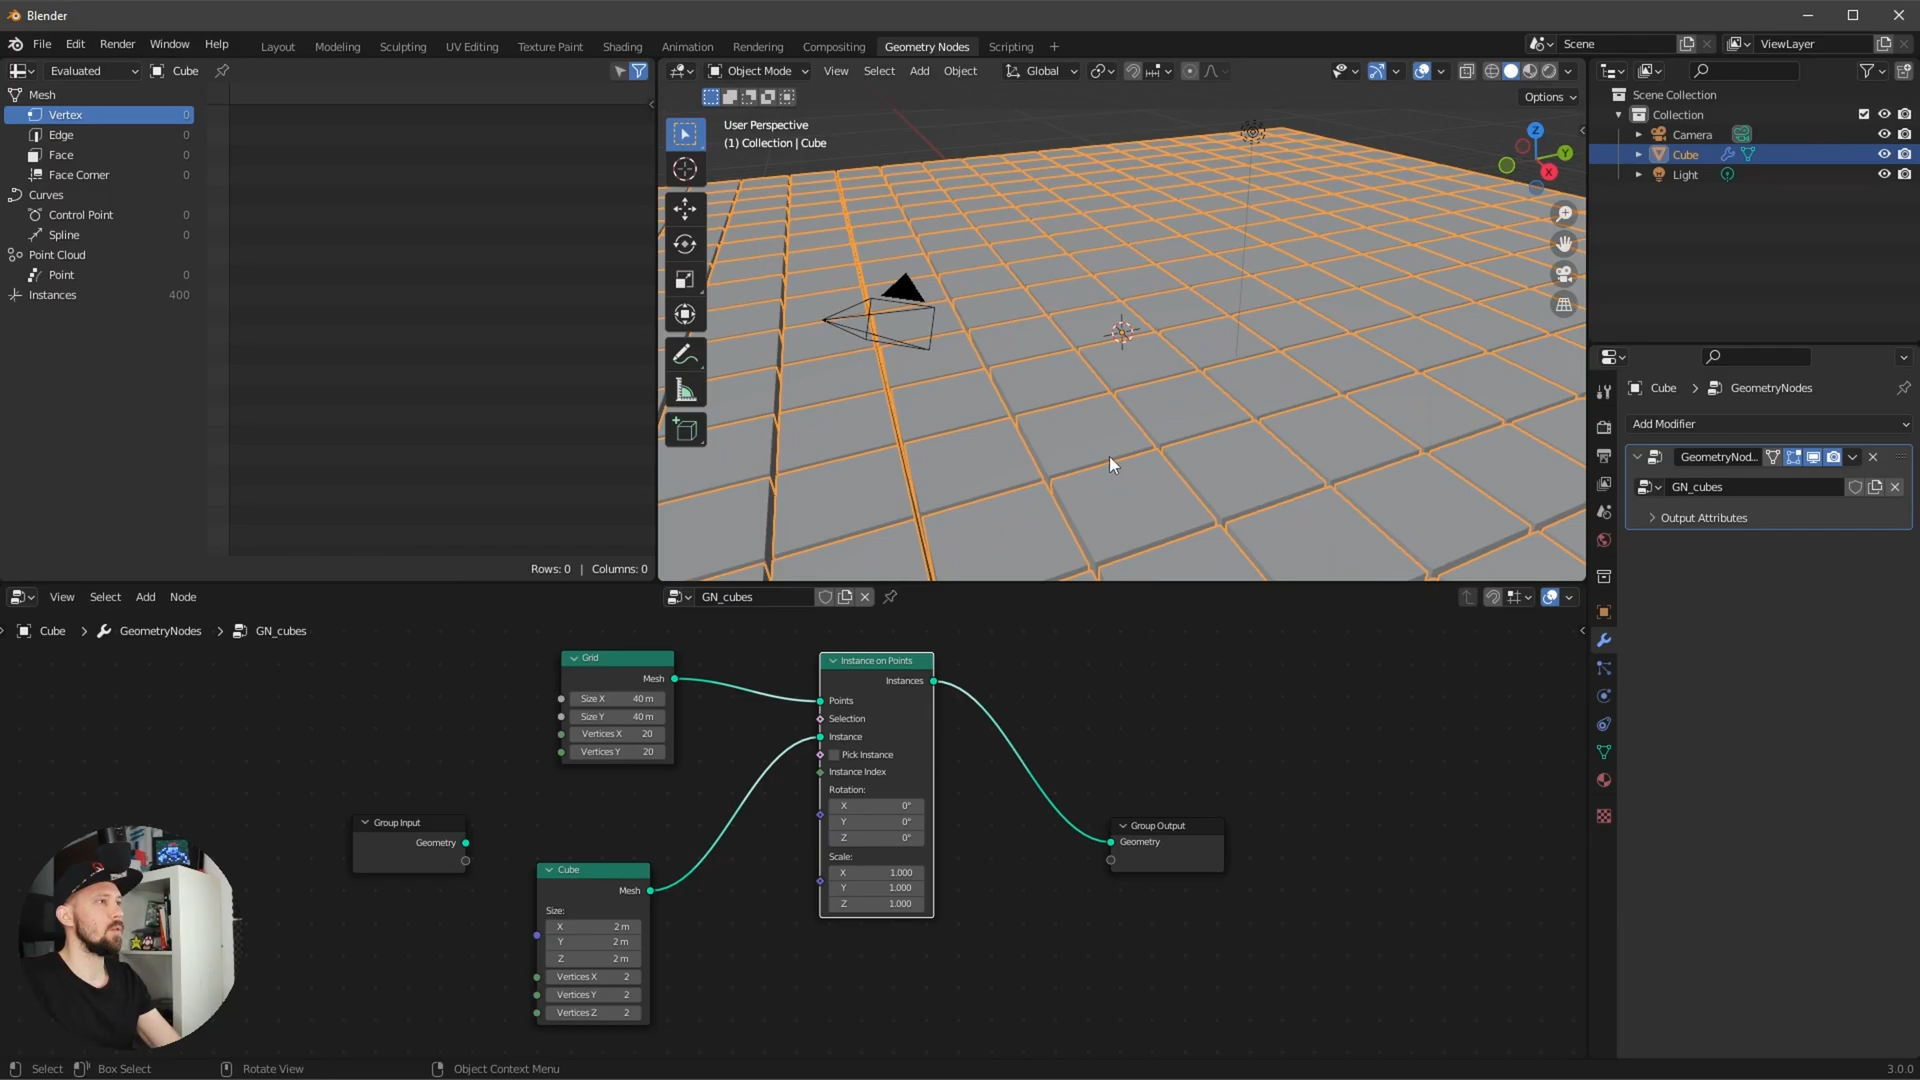 Blender
File Edit Render Window Help
Layout Modeling Sculpting UV Editing Texture Paint Shading Animation Rendering Compositing Geometry Nodes Scripting +
Scene
ViewLayer
Evaluated
Cube
Object Mode
View Select Add Object
Global
Options
Mesh
Vertex 0
Edge 0
Face 0
Face Corner 0
Curves
Control Point 0
Spline 0
Point Cloud
Point 0
Instances 400
Rows: 0 | Columns: 0
User Perspective
(1) Collection | Cube
Z
Y
X
Scene Collection
Collection
Camera
Cube
Light
Cube > GeometryNodes
Add Modifier
GeometryNod...
GN_cubes
Output Attributes
View Select Add Node
GN_cubes
Cube > GeometryNodes > GN_cubes
Grid
Mesh
Size X 40 m
Size Y 40 m
Vertices X 20
Vertices Y 20
Instance on Points
Instances
Points
Selection
Instance
Pick Instance
Instance Index
Rotation:
X 0°
Y 0°
Z 0°
Scale:
X 1.000
Y 1.000
Z 1.000
Group Input
Geometry
Cube
Mesh
Size:
X 2 m
Y 2 m
Z 2 m
Vertices X 2
Vertices Y 2
Vertices Z 2
Group Output
Geometry
Select
Box Select
Rotate View
Object Context Menu
3.0.0